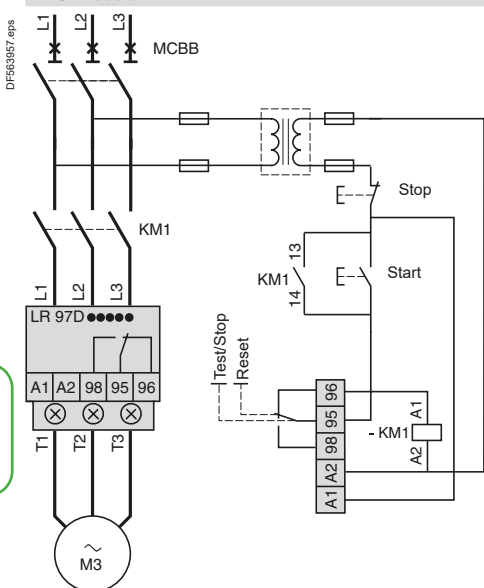 DF563957.eps
L1 L2 L3
MCBB
Stop
KM1
KM1
13
14
Start
L1 L2 L3
LR 97D ●●●●●
A1 A2 98 95 96
T1 T2 T3
M3
Test/Stop
Reset
96
95
98
A2
A1
A1
- KM1
A2